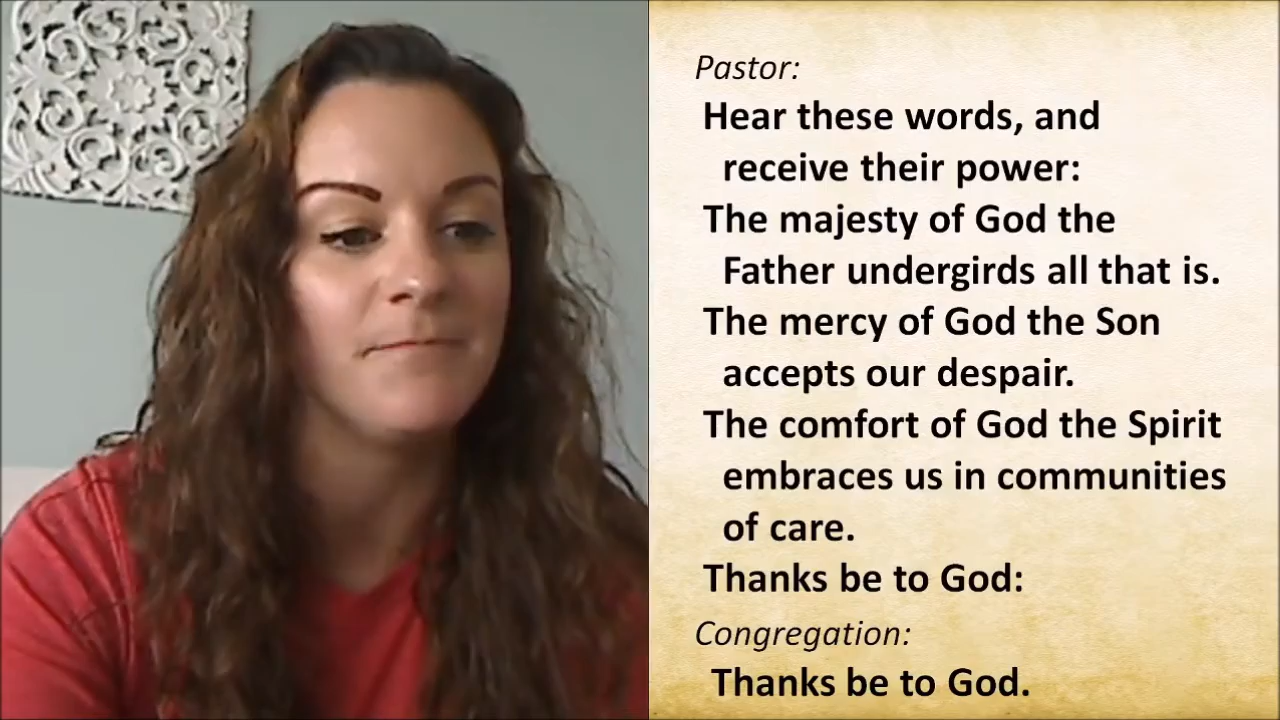 Pastor:
Hear these words, and
receive their power:
The majesty of God the
Father undergirds all that is.
The mercy of God the Son
accepts our despair.
The comfort of God the Spirit
embraces us in communities
of care.
Thanks be to God:
Congregation:
Thanks be to God.